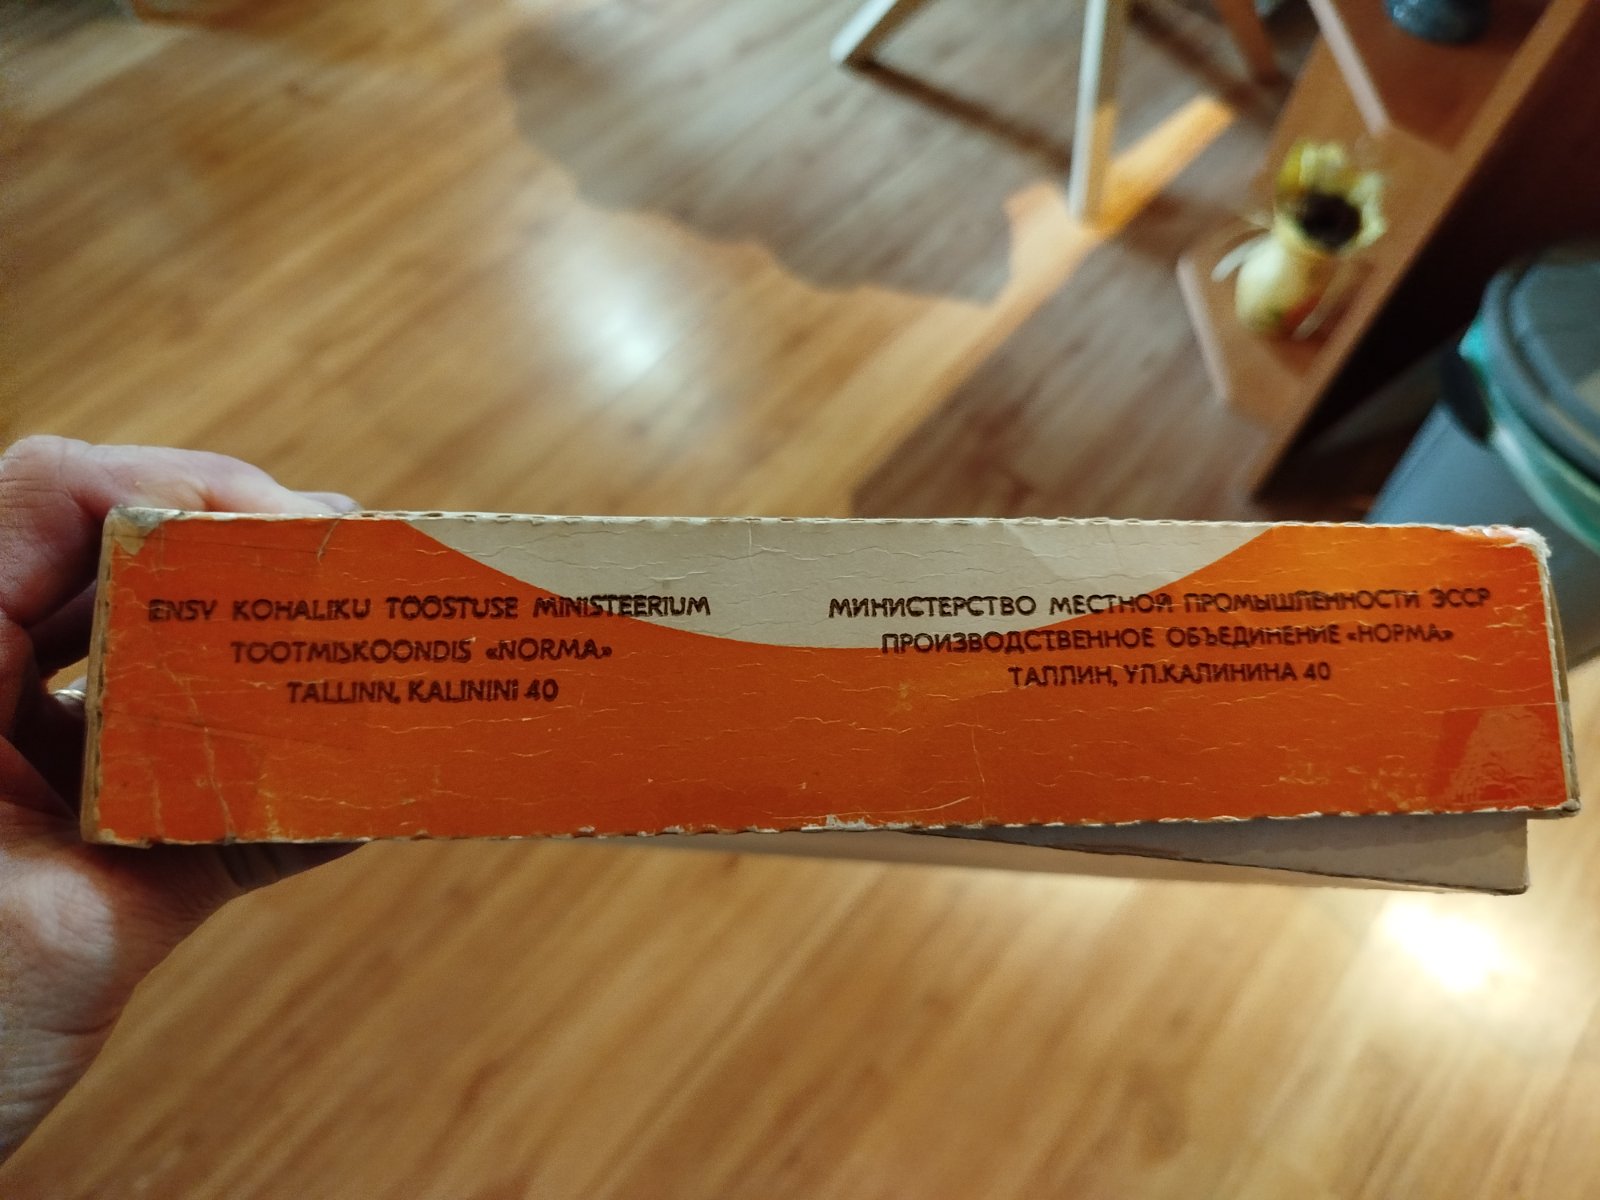 ENSV KOHALIKU TÖÖSTUSE MINISTEERIUM
TOOTMISKOONDIS «NORMA»
TALLINN, KALININI 40
МИНИСТЕРСТВО МЕСТНОЙ ПРОМЫШЛЕННОСТИ ЭССР
ПРОИЗВОДСТВЕННОЕ ОБЪЕДИНЕНИЕ «НОРМА»
ТАЛЛИН, УЛ.КАЛИНИНА 40